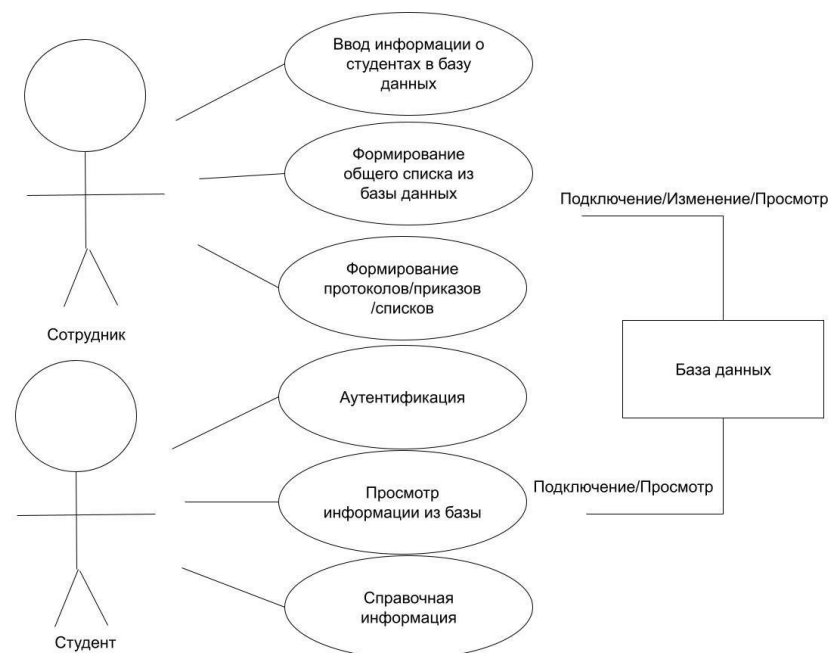 Ввод информации о
студентах в базу
данных
Формирование
общего списка из
базы данных
Подключение/Изменение/Просмотр
Формирование
протоколов/приказов
/списков
Сотрудник
База данных
Аутентификация
Просмотр
информации из базы
Подключение/Просмотр
Справочная
информация
Студент